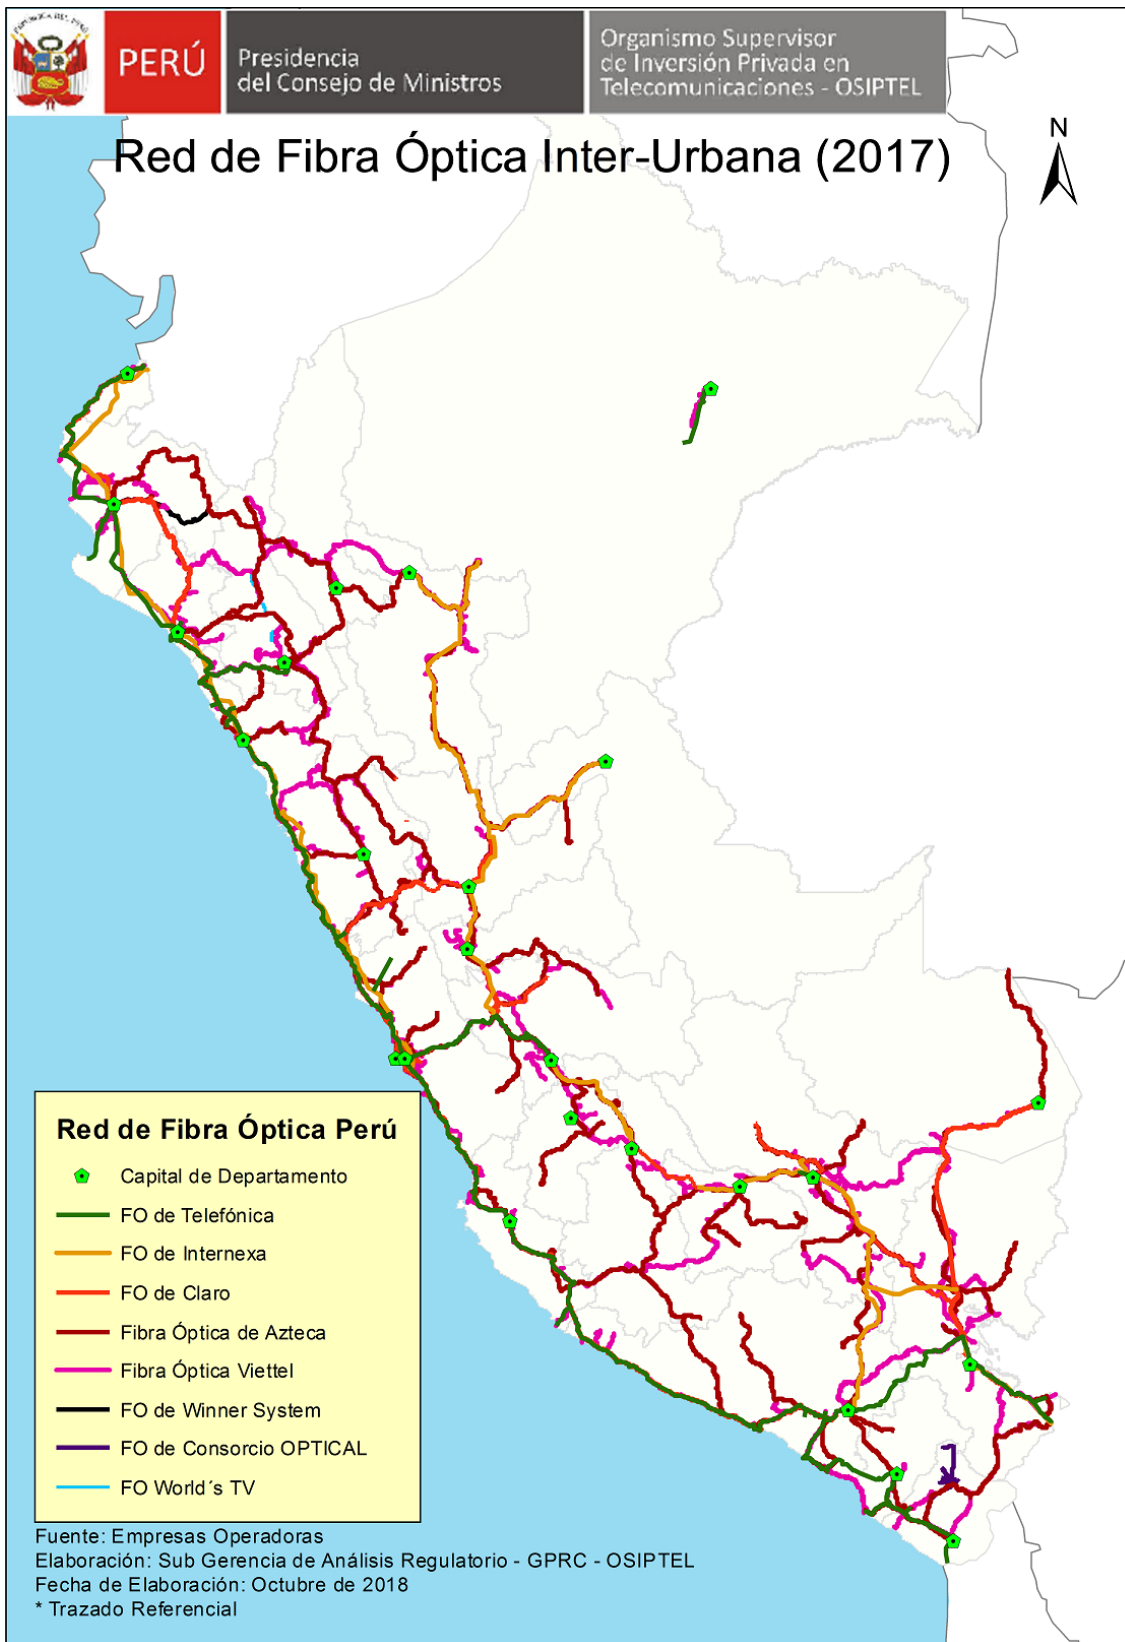 PERÚ
Presidencia
del Consejo de Ministros
Organismo Supervisor
de Inversión Privada en
Telecomunicaciones - OSIPTEL
Red de Fibra Óptica Inter-Urbana (2017)
N
Red de Fibra Óptica Perú
Capital de Departamento
FO de Telefónica
FO de Internexa
FO de Claro
Fibra Óptica de Azteca
Fibra Óptica Viettel
FO de Winner System
FO de Consorcio OPTICAL
FO World´s TV
Fuente: Empresas Operadoras
Elaboración: Sub Gerencia de Análisis Regulatorio - GPRC - OSIPTEL
Fecha de Elaboración: Octubre de 2018
* Trazado Referencial